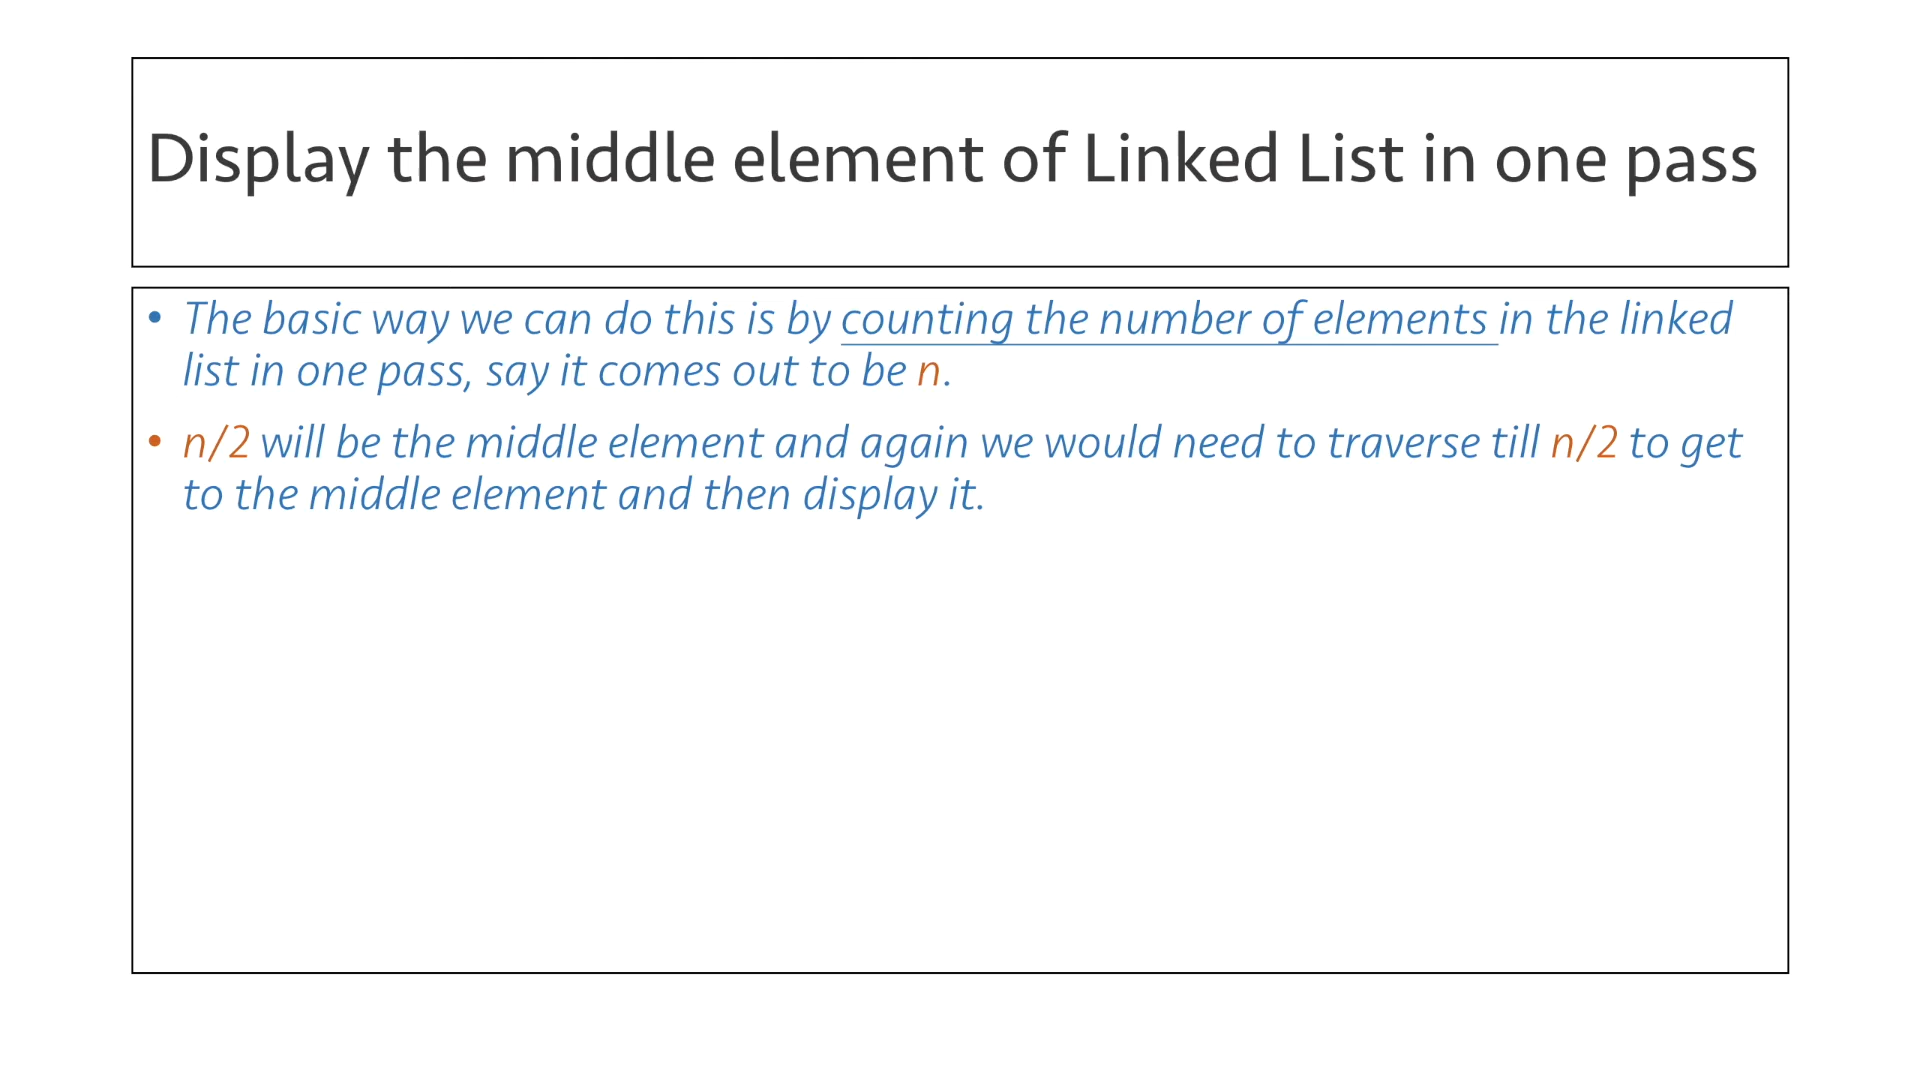 Display the middle element of Linked List in one pass
• The basic way we can do this is by counting the number of elements in the linked
list in one pass, say it comes out to be n.
• n/2 will be the middle element and again we would need to traverse till n/2 to get
to the middle element and then display it.